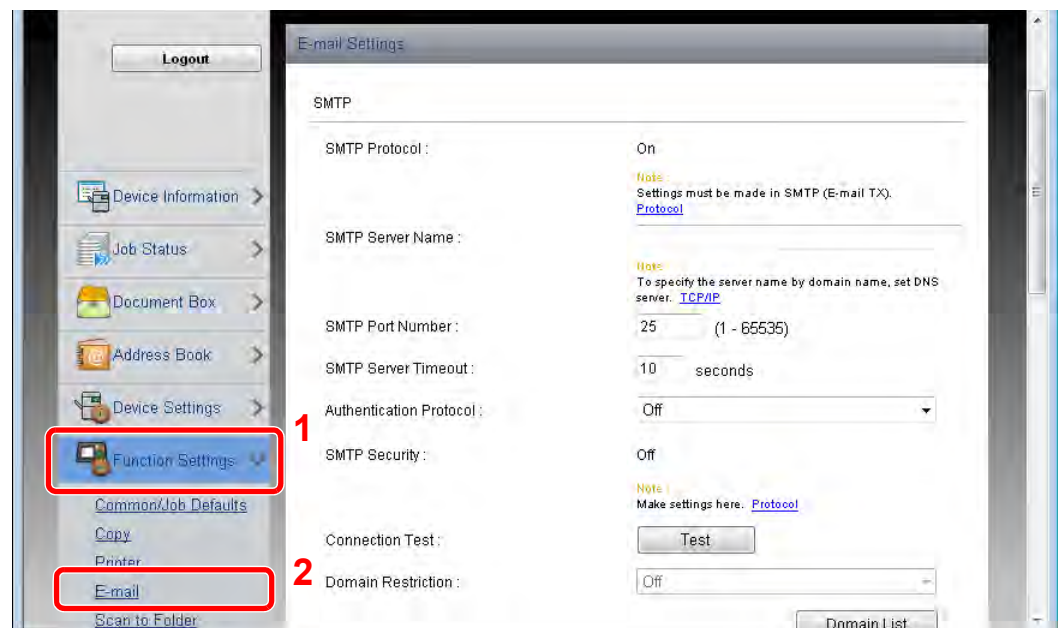 Logout
Device Information
Job Status
Document Box
Address Book
Device Settings
1
Function Settings
Common/Job Defaults
Copy
Printer
2
E-mail
Scan to Folder
E-mail Settings
SMTP
SMTP Protocol : On
Note :
Settings must be made in SMTP (E-mail TX).
Protocol
SMTP Server Name :
Note :
To specify the server name by domain name, set DNS
server. TCP/IP
SMTP Port Number : 25 (1 - 65535)
SMTP Server Timeout : 10 seconds
Authentication Protocol : Off
SMTP Security : Off
Note :
Make settings here. Protocol
Connection Test : Test
Domain Restriction : Off
Domain List